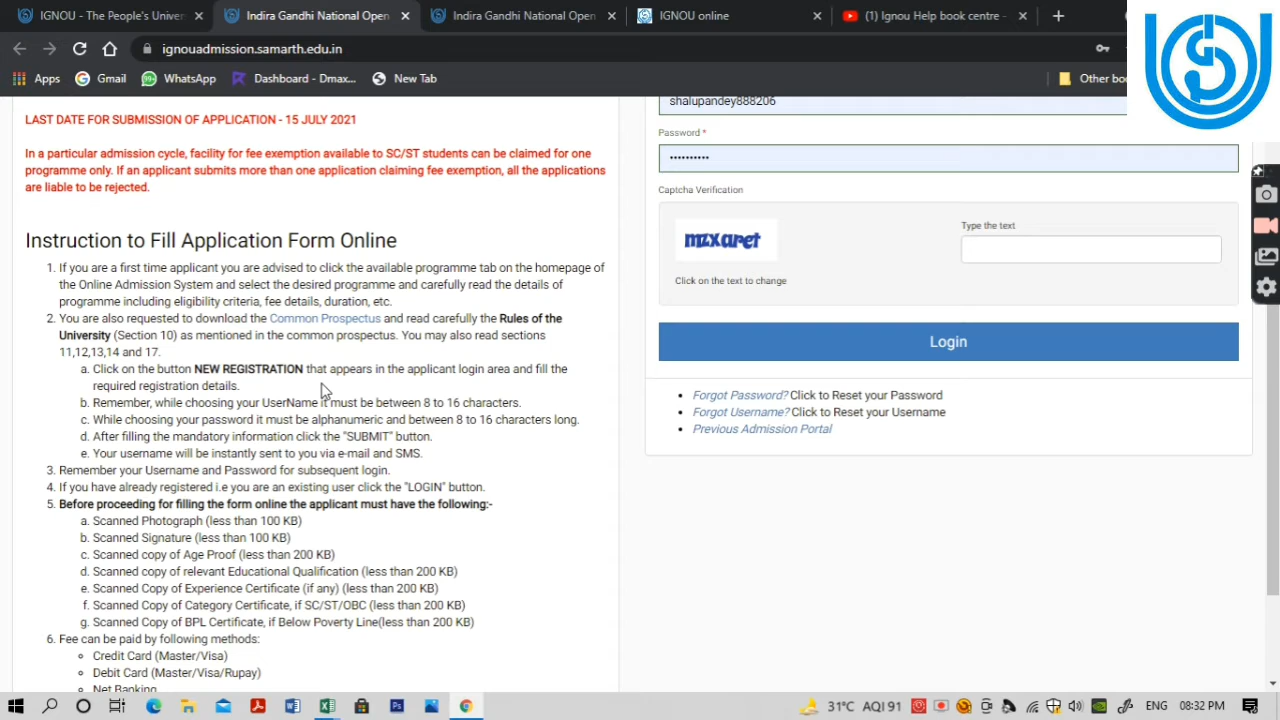 IGNOU - The People's Univer
Indira Gandhi National Open
Indira Gandhi National Open
IGNOU online
(1) Ignou Help book centre -
ignouadmission.samarth.edu.in
Apps
Gmail
99+
WhatsApp
Dashboard - Dmax...
New Tab
Other bo
LAST DATE FOR SUBMISSION OF APPLICATION - 15 JULY 2021
In a particular admission cycle, facility for fee exemption available to SC/ST students can be claimed for one
programme only. If an applicant submits more than one application claiming fee exemption, all the applications
are liable to be rejected.
Instruction to Fill Application Form Online
1. If you are a first time applicant you are advised to click the available programme tab on the homepage of
the Online Admission System and select the desired programme and carefully read the details of
programme including eligibility criteria, fee details, duration, etc.
2. You are also requested to download the Common Prospectus and read carefully the Rules of the
University (Section 10) as mentioned in the common prospectus. You may also read sections
11,12,13,14 and 17.
a. Click on the button NEW REGISTRATION that appears in the applicant login area and fill the
required registration details.
b. Remember, while choosing your UserName it must be between 8 to 16 characters.
c. While choosing your password it must be alphanumeric and between 8 to 16 characters long.
d. After filling the mandatory information click the "SUBMIT" button.
e. Your username will be instantly sent to you via e-mail and SMS.
3. Remember your Username and Password for subsequent login.
4. If you have already registered i.e you are an existing user click the "LOGIN" button.
5. Before proceeding for filling the form online the applicant must have the following:-
a. Scanned Photograph (less than 100 KB)
b. Scanned Signature (less than 100 KB)
c. Scanned copy of Age Proof (less than 200 KB)
d. Scanned copy of relevant Educational Qualification (less than 200 KB)
e. Scanned Copy of Experience Certificate (if any) (less than 200 KB)
f. Scanned Copy of Category Certificate, if SC/ST/OBC (less than 200 KB)
g. Scanned Copy of BPL Certificate, if Below Poverty Line(less than 200 KB)
6. Fee can be paid by following methods:
Credit Card (Master/Visa)
Debit Card (Master/Visa/Rupay)
Net Banking
shalupandey888206
Password *
••••••••••
Captcha Verification
mzxaret
Type the text
Click on the text to change
Login
Forgot Password? Click to Reset your Password
Forgot Username? Click to Reset your Username
Previous Admission Portal
31°C AQI 91
ENG
08:32 PM